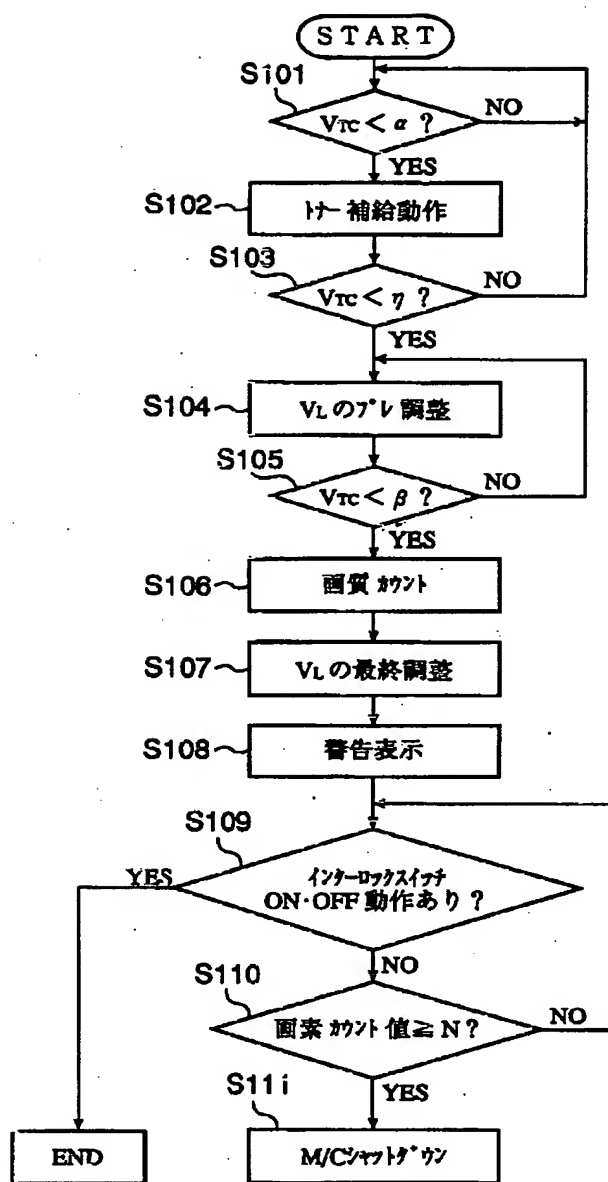 START
S101
VTC < α ?
NO
YES
S102
トナー補給動作
S103
VTC < η ?
NO
YES
S104
VLのプレ調整
S105
VTC < β ?
NO
YES
S106
画質カウント
S107
VLの最終調整
S108
警告表示
S109
YES
インターロックスイッチ
ON・OFF動作あり?
NO
S110
画素カウント値≧N?
NO
YES
S11i
END
M/Cシャットダウン